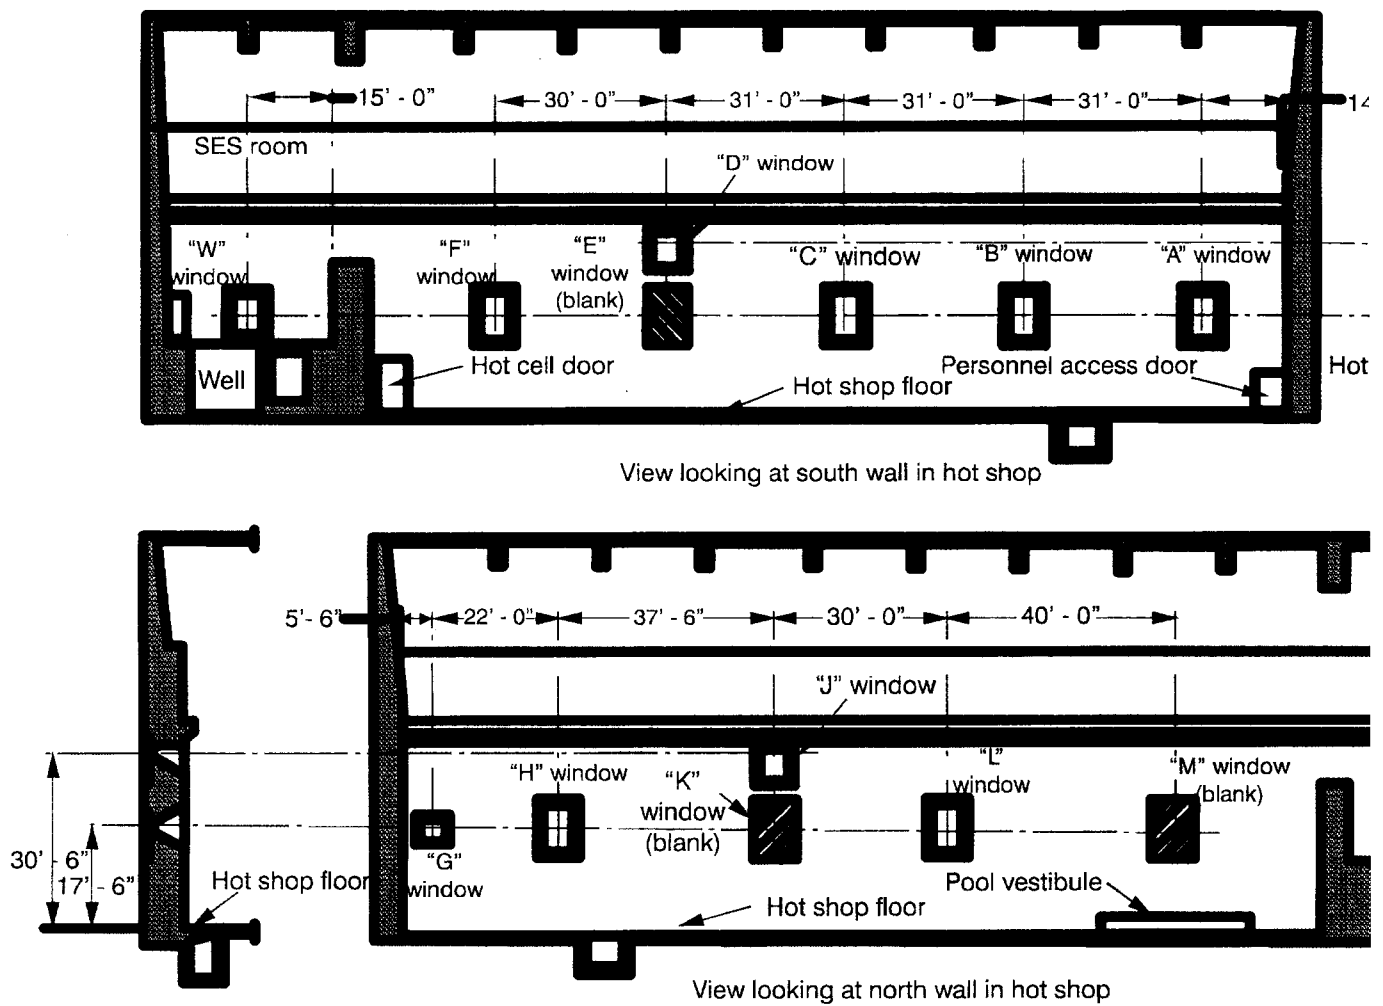 15' - 0"
30' - 0"
31' - 0"
31' - 0"
31' - 0"
14
SES room
"D" window
"W"
window
"F"
window
"E"
window
(blank)
"C" window
"B" window
"A" window
Well
Hot cell door
Personnel access door
Hot
Hot shop floor
View looking at south wall in hot shop
5' - 6"
22' - 0"
37' - 6"
30' - 0"
40' - 0"
"J" window
"H" window
"K"
window
(blank)
"L"
window
"M" window
(blank)
"G"
window
30' - 6"
17' - 6"
Hot shop floor
Pool vestibule
Hot shop floor
View looking at north wall in hot shop